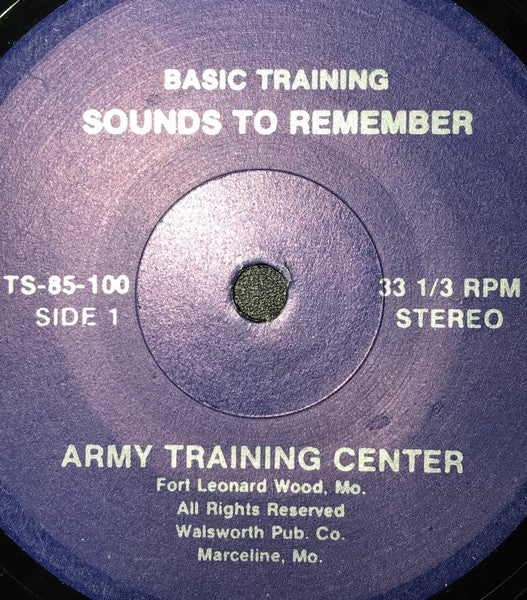 BASIC TRAINING
SOUNDS TO REMEMBER
TS-85-100
SIDE 1
33 1/3 RPM
STEREO
ARMY TRAINING CENTER
Fort Leonard Wood, Mo.
All Rights Reserved
Walsworth Pub. Co.
Marceline, Mo.